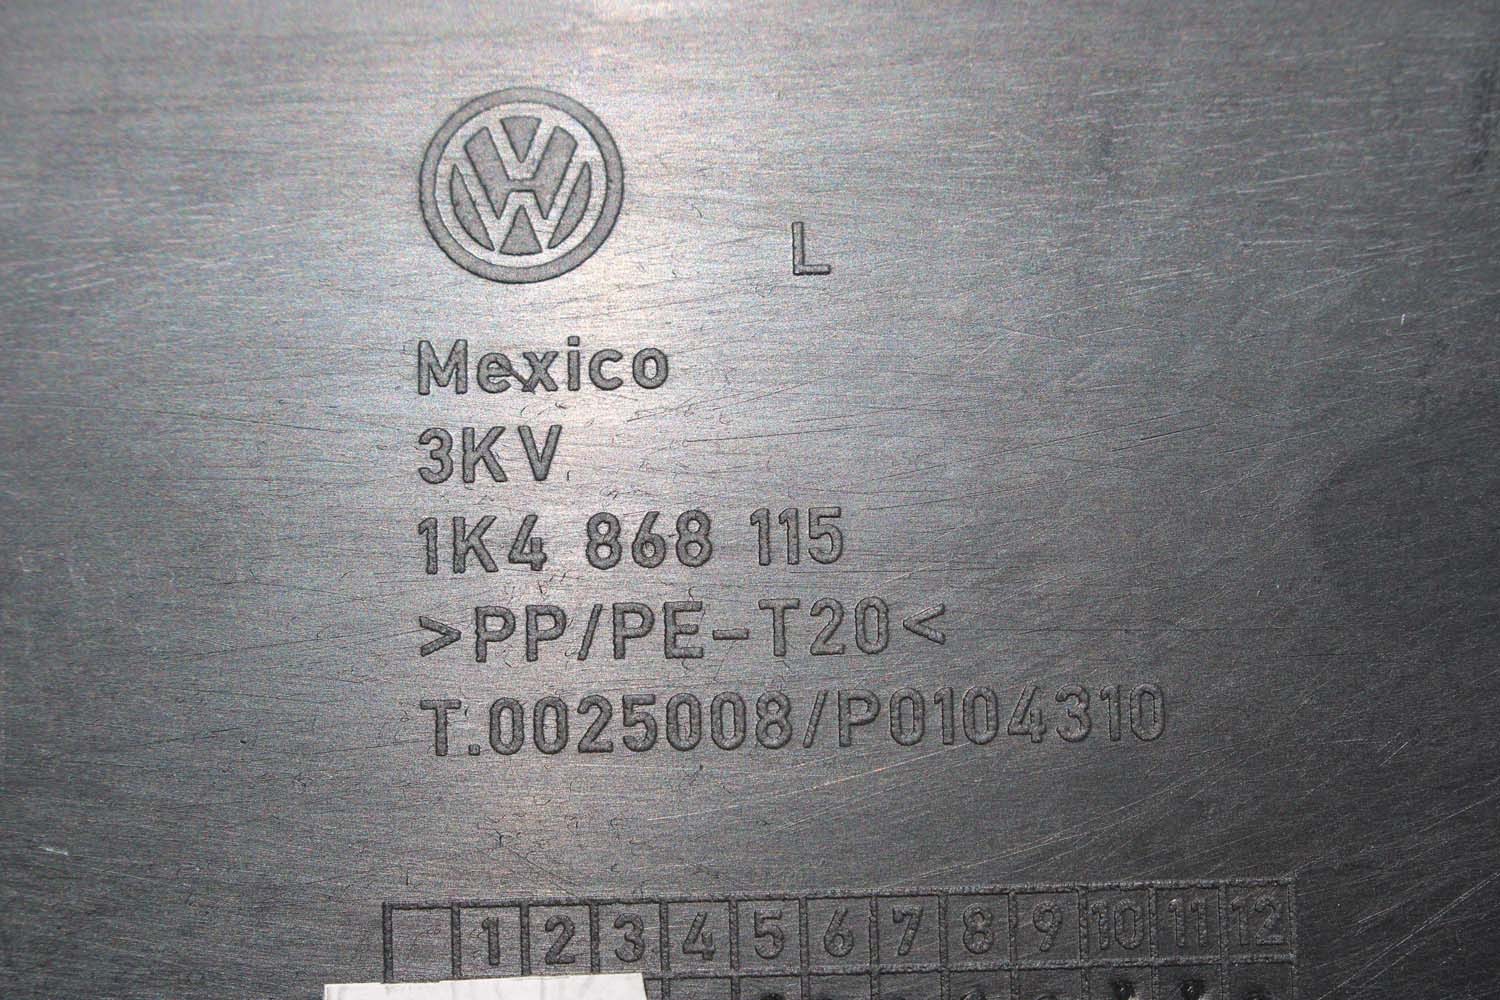 VW
L
Mexico
3KV
1K4 868 115
>PP/PE-T20<
T.0025008/P0104310
1 2 3 4 5 6 7 8 9 10 11 12